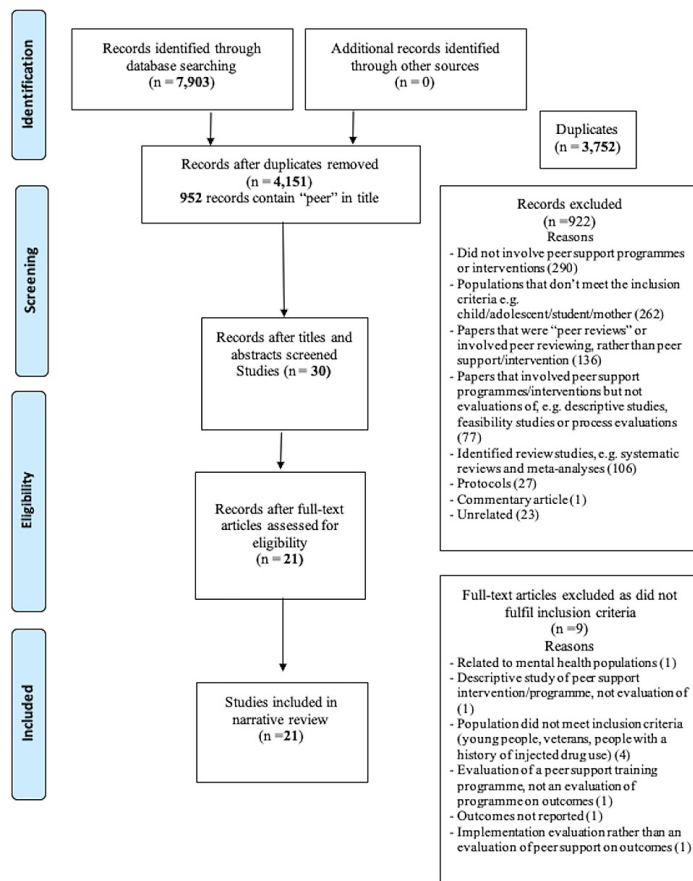 Identification
Records identified through
database searching
(n = 7,903)
Additional records identified
through other sources
(n = 0)
Duplicates
(n = 3,752)
Records after duplicates removed
(n = 4,151)
952 records contain “peer” in title
Screening
Records excluded
(n =922)
Reasons
- Did not involve peer support programmes
or interventions (290)
- Populations that don’t meet the inclusion
criteria e.g.
child/adolescent/student/mother (262)
- Papers that were “peer reviews” or
involved peer reviewing, rather than peer
support/intervention (136)
- Papers that involved peer support
programmes/interventions but not
evaluations of, e.g. descriptive studies,
feasibility studies or process evaluations
(77)
- Identified review studies, e.g. systematic
reviews and meta-analyses (106)
- Protocols (27)
- Commentary article (1)
- Unrelated (23)
Records after titles and
abstracts screened
Studies (n = 30)
Eligibility
Records after full-text
articles assessed for
eligibility
(n = 21)
Full-text articles excluded as did not
fulfil inclusion criteria
(n =9)
Reasons
- Related to mental health populations (1)
- Descriptive study of peer support
intervention/programme, not evaluation of
(1)
- Population did not meet inclusion criteria
(young people, veterans, people with a
history of injected drug use) (4)
- Evaluation of a peer support training
programme, not an evaluation of
programme on outcomes (1)
- Outcomes not reported (1)
- Implementation evaluation rather than an
evaluation of peer support on outcomes (1)
Included
Studies included in
narrative review
(n =21)